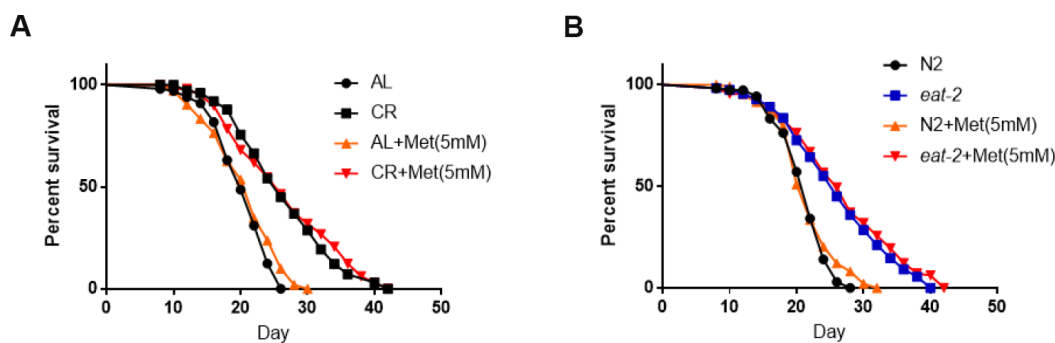 A
B
AL
CR
AL+Met(5mM)
CR+Met(5mM)
N2
eat-2
N2+Met(5mM)
eat-2+Met(5mM)
Percent survival
100
50
0
0 10 20 30 40 50
Day
Percent survival
100
50
0
0 10 20 30 40 50
Day